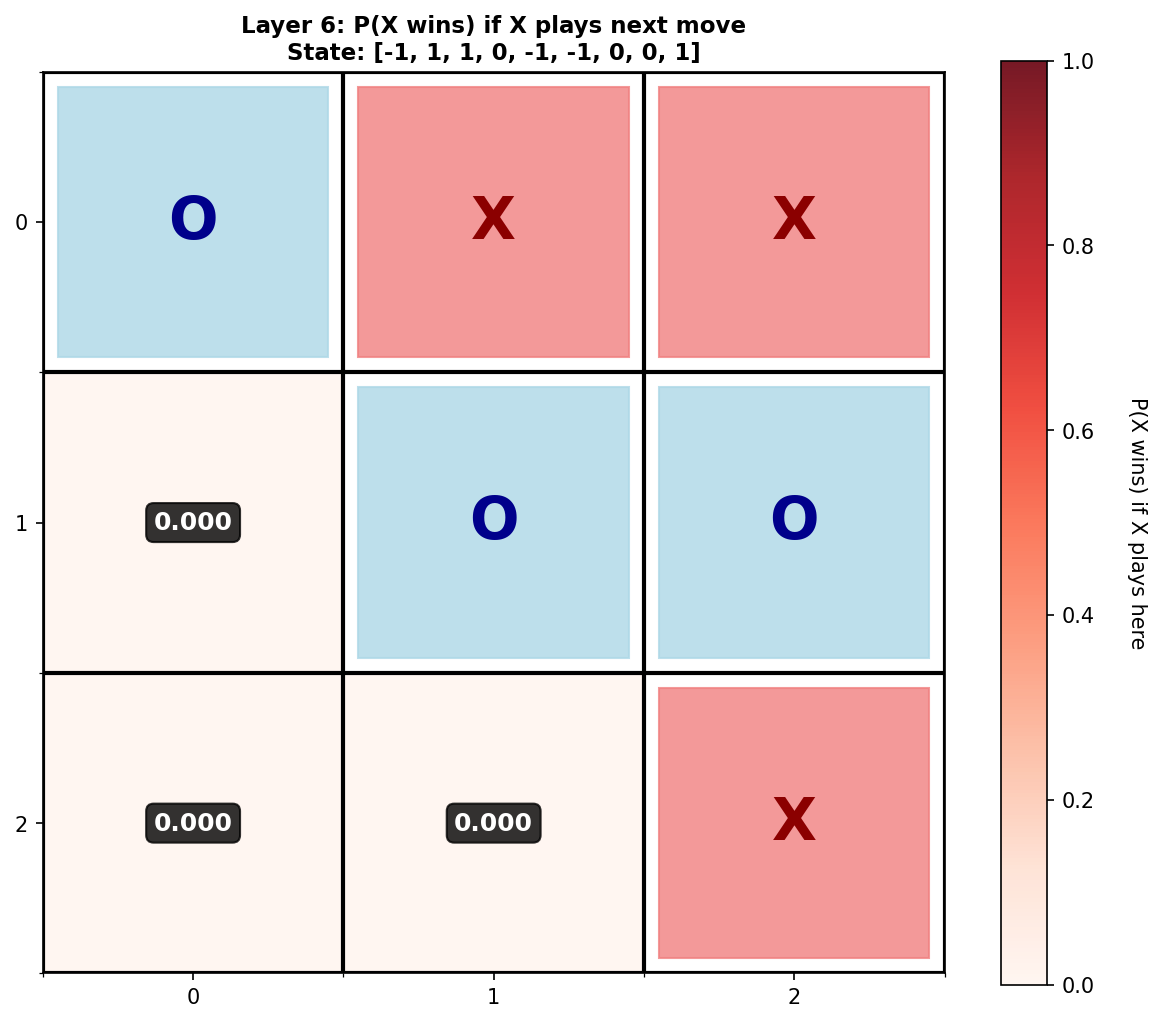 Layer 6: P(X wins) if X plays next move
State: [-1, 1, 1, 0, -1, -1, 0, 0, 1]
0
O
X
X
1
0.000
O
O
2
0.000
0.000
X
0
1
2
1.0
0.8
0.6
0.4
0.2
0.0
P(X wins) if X plays here